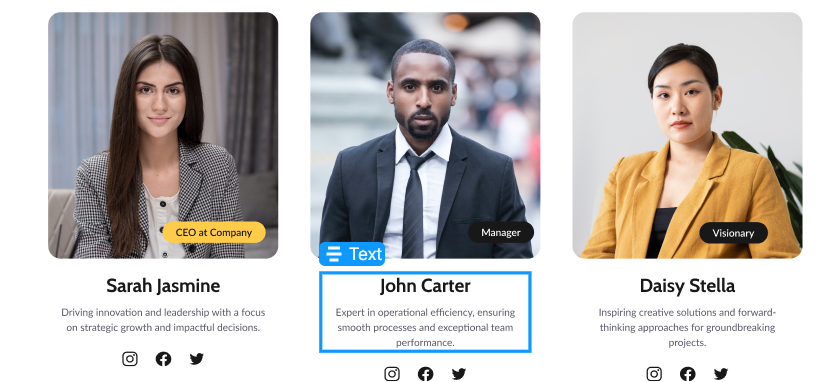 CEO at Company
Manager
Visionary
Text
Sarah Jasmine
Driving innovation and leadership with a focus
on strategic growth and impactful decisions.
John Carter
Expert in operational efficiency, ensuring
smooth processes and exceptional team
performance.
Daisy Stella
Inspiring creative solutions and forward-
thinking approaches for groundbreaking
projects.